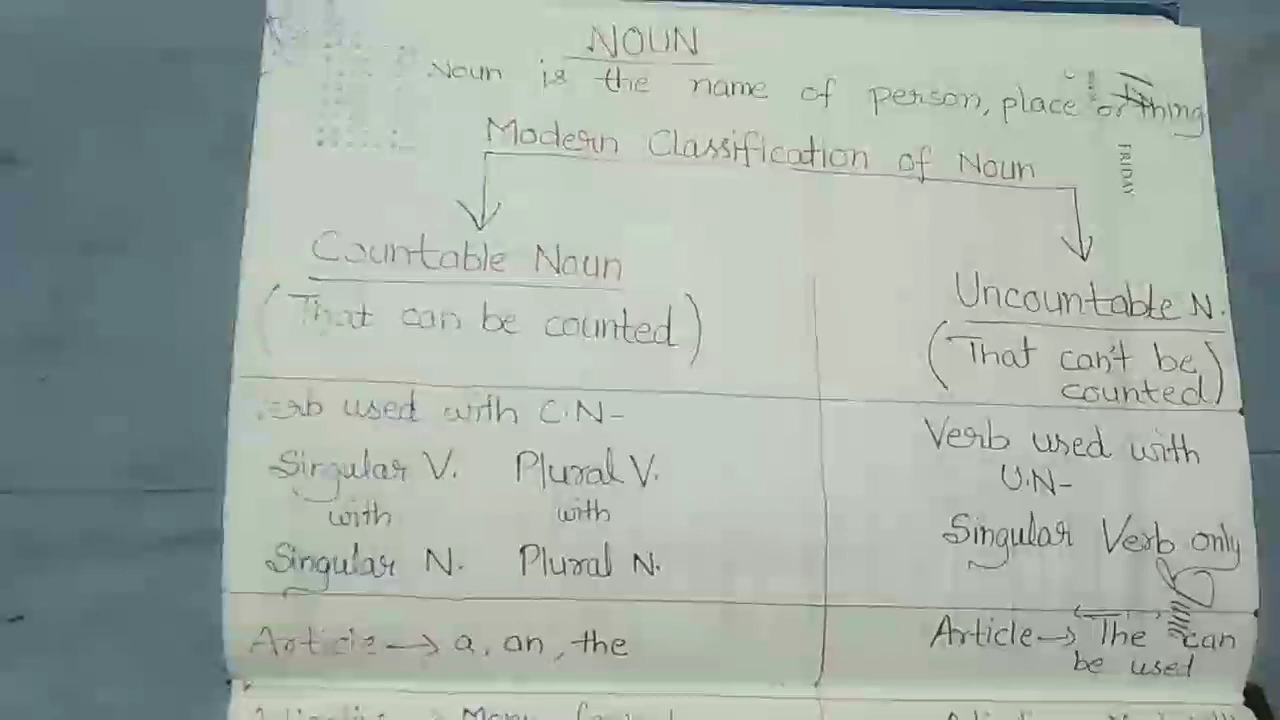 NOUN
Noun is the name of person, place or thing
FRIDAY
Modern Classification of Noun
Countable Noun
(That can be counted)
Uncountable N.
(That can't be
counted)
verb used with C.N-
Singular V. Plural V.
with with
Singular N. Plural N.
Verb used with
U.N-
Singular Verb only
Article → a, an, the
Article → The can
be used